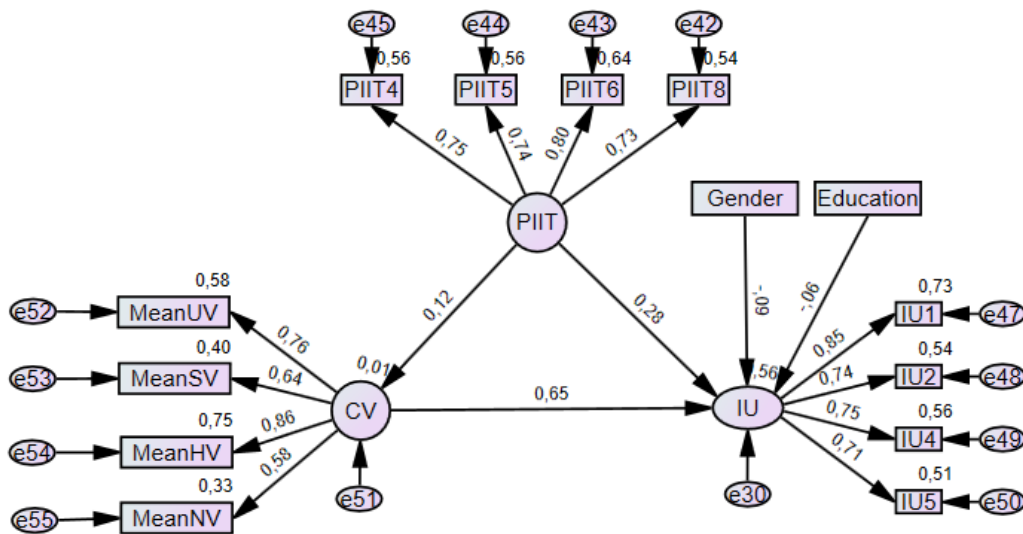 e45 e44 e43 e42
0,56 0,56 0,64 0,54
PIIT4 PIIT5 PIIT6 PIIT8
0,75 0,74 0,80 0,73
PIIT
Gender Education
0,12 0,28 -,09 -,06
0,58
e52 MeanUV 0,76
0,40
e53 MeanSV 0,64
0,75
e54 MeanHV 0,86
0,33
e55 MeanNV 0,58
0,01
CV
e51
0,65
,56
IU
e30
0,73
0,85 IU1 e47
0,54
0,74 IU2 e48
0,56
0,75 IU4 e49
0,51
0,71 IU5 e50